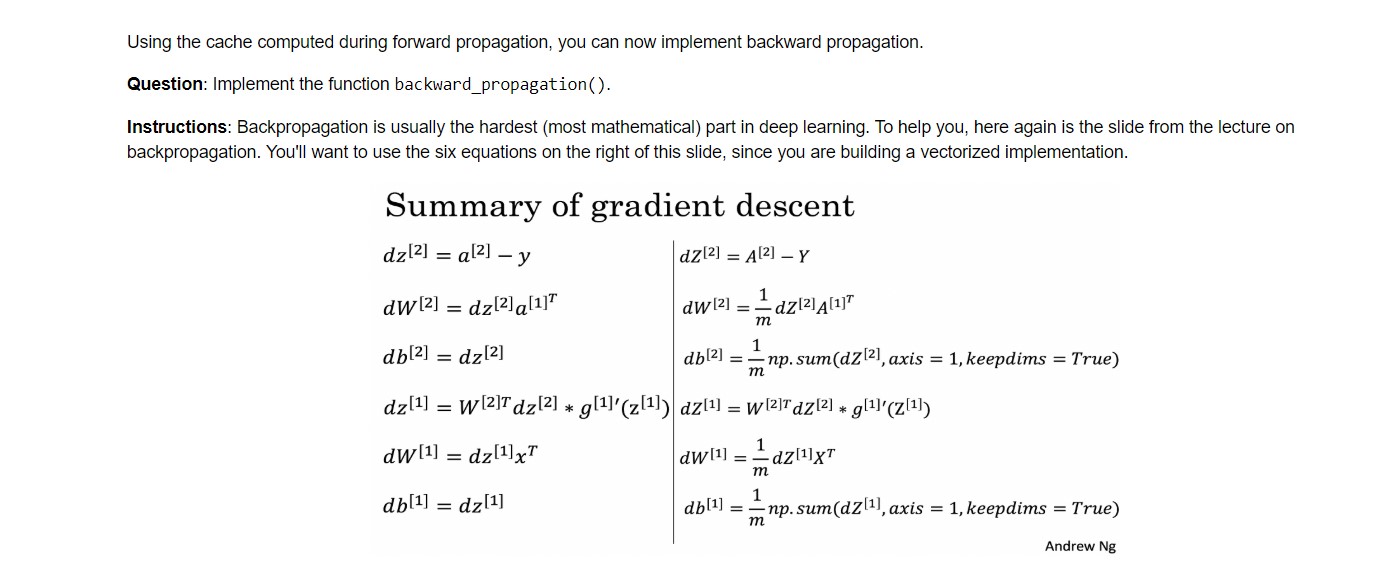 Using the cache computed during forward propagation, you can now implement backward propagation.
Question: Implement the function backward_propagation().
Instructions: Backpropagation is usually the hardest (most mathematical) part in deep learning. To help you, here again is the slide from the lecture on
backpropagation. You'll want to use the six equations on the right of this slide, since you are building a vectorized implementation.
Summary of gradient descent
dz^[2] = a^[2] − y
dW^[2] = dz^[2]a^[1]^T
db^[2] = dz^[2]
dz^[1] = W^[2]T dz^[2] ∗ g^[1]′(z^[1])
dW^[1] = dz^[1]x^T
db^[1] = dz^[1]
dZ^[2] = A^[2] − Y
dW^[2] = 1/m dZ^[2]A^[1]^T
db^[2] = 1/m np.sum(dZ^[2], axis = 1, keepdims = True)
dZ^[1] = W^[2]T dZ^[2] ∗ g^[1]′(Z^[1])
dW^[1] = 1/m dZ^[1]X^T
db^[1] = 1/m np.sum(dZ^[1], axis = 1, keepdims = True)
Andrew Ng